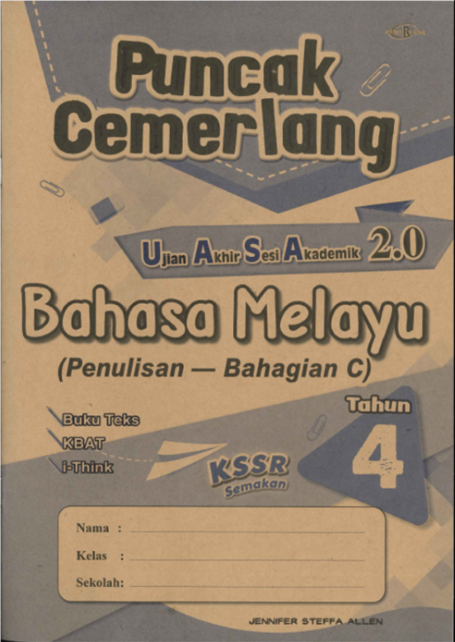 Puncak
Cemerlang
Ujian Akhir Sesi Akademik 2.0
Bahasa Melayu
(Penulisan — Bahagian C)
Tahun
4
Buku Teks
KBAT
i-Think
KSSR
Semakan
Nama :
Kelas :
Sekolah:
JENNIFER STEFFA ALLEN